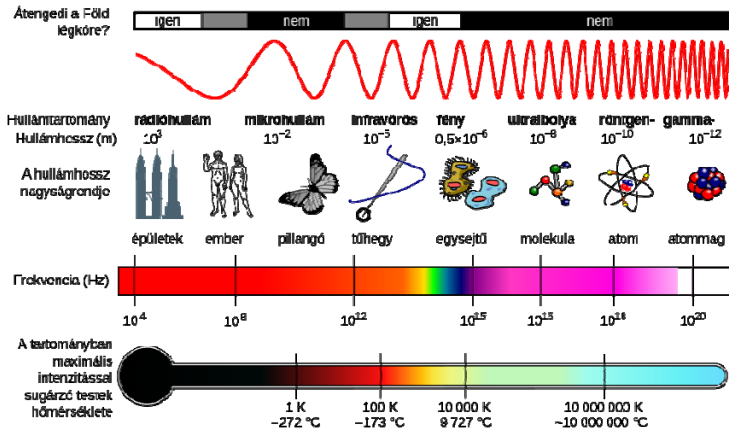 Átengedi a Föld
légköre?
igen nem igen nem
Hullámtartomány rádióhullám mikrohullám infravörös fény ultraibolya röntgen- gamma-
Hullámhossz (m) 10³ 10⁻² 10⁻⁵ 0,5×10⁻⁶ 10⁻⁸ 10⁻¹⁰ 10⁻¹²
A hullámhossz
nagyságrendje
épületek ember pillangó tűhegy egysejtű molekula atom atommag
Frekvencia (Hz)
10⁴ 10⁸ 10¹² 10¹⁵ 10¹⁶ 10¹⁸ 10²⁰
A tartományban
maximális
intenzitással
sugárzó testek
hőmérséklete
1 K 100 K 10 000 K 10 000 000 K
−272 °C −173 °C 9 727 °C ~10 000 000 °C